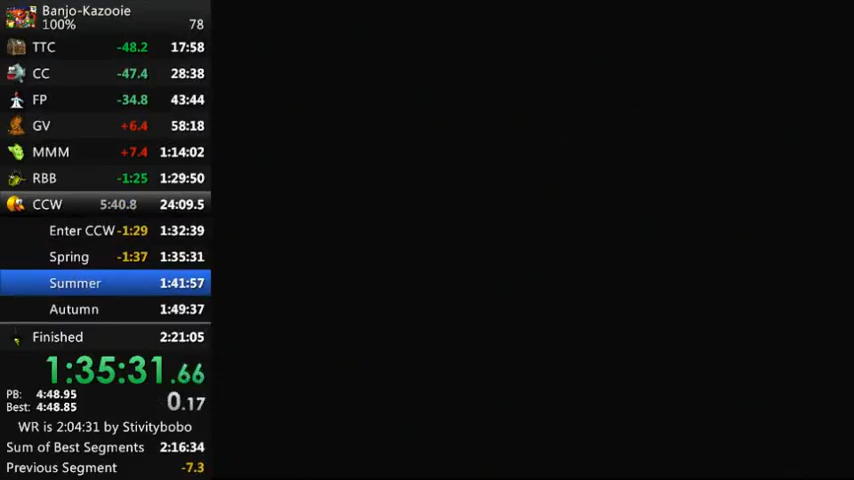 Banjo-Kazooie
100% 78
TTC -48.2 17:58
CC -47.4 28:38
FP -34.8 43:44
GV +6.4 58:18
MMM +7.4 1:14:02
RBB -1:25 1:29:50
CCW 5:40.8 24:09.5
Enter CCW -1:29 1:32:39
Spring -1:37 1:35:31
Summer 1:41:57
Autumn 1:49:37
Finished 2:21:05
1:35:31.66
PB: 4:48.95
Best: 4:48.85
0.17
WR is 2:04:31 by Stivitybobo
Sum of Best Segments 2:16:34
Previous Segment -7.3